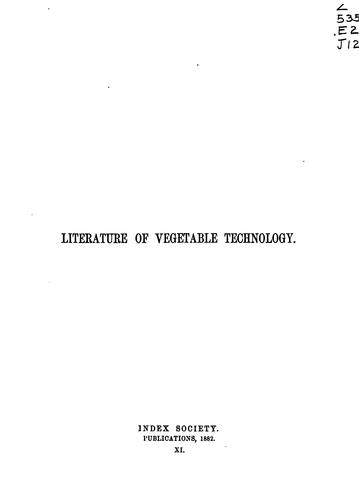 Z
535
.E2
J12
LITERATURE OF VEGETABLE TECHNOLOGY.
INDEX SOCIETY.
PUBLICATIONS, 1882.
XI.